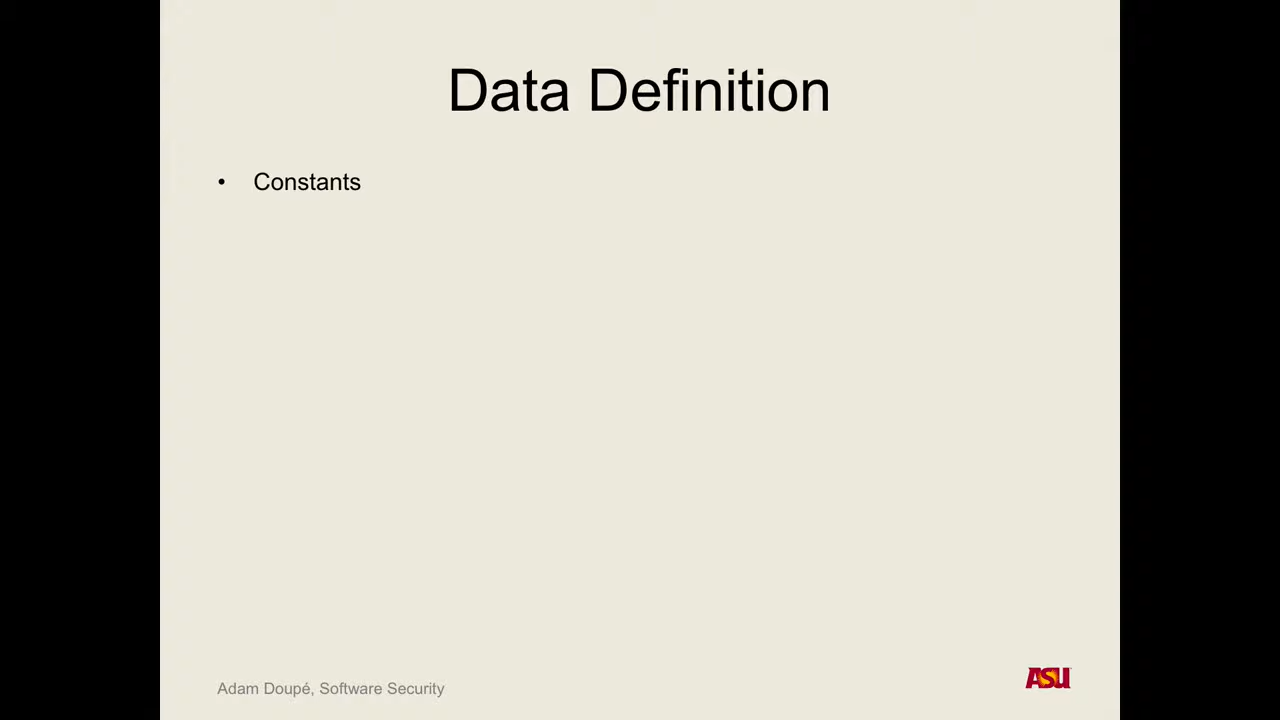 Data Definition
• Constants
Adam Doupé, Software Security
ASU